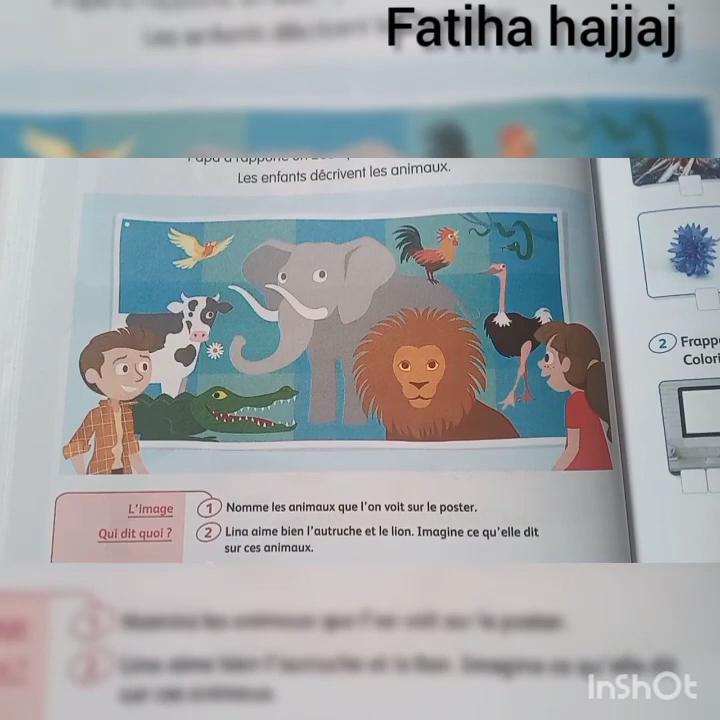 Fatiha hajjaj
Les enfants décrivent les animaux.
L'image
1 Nomme les animaux que l'on voit sur le poster.
Qui dit quoi ?
2 Lina aime bien l'autruche et le lion. Imagine ce qu'elle dit
sur ces animaux.
2
InShOt